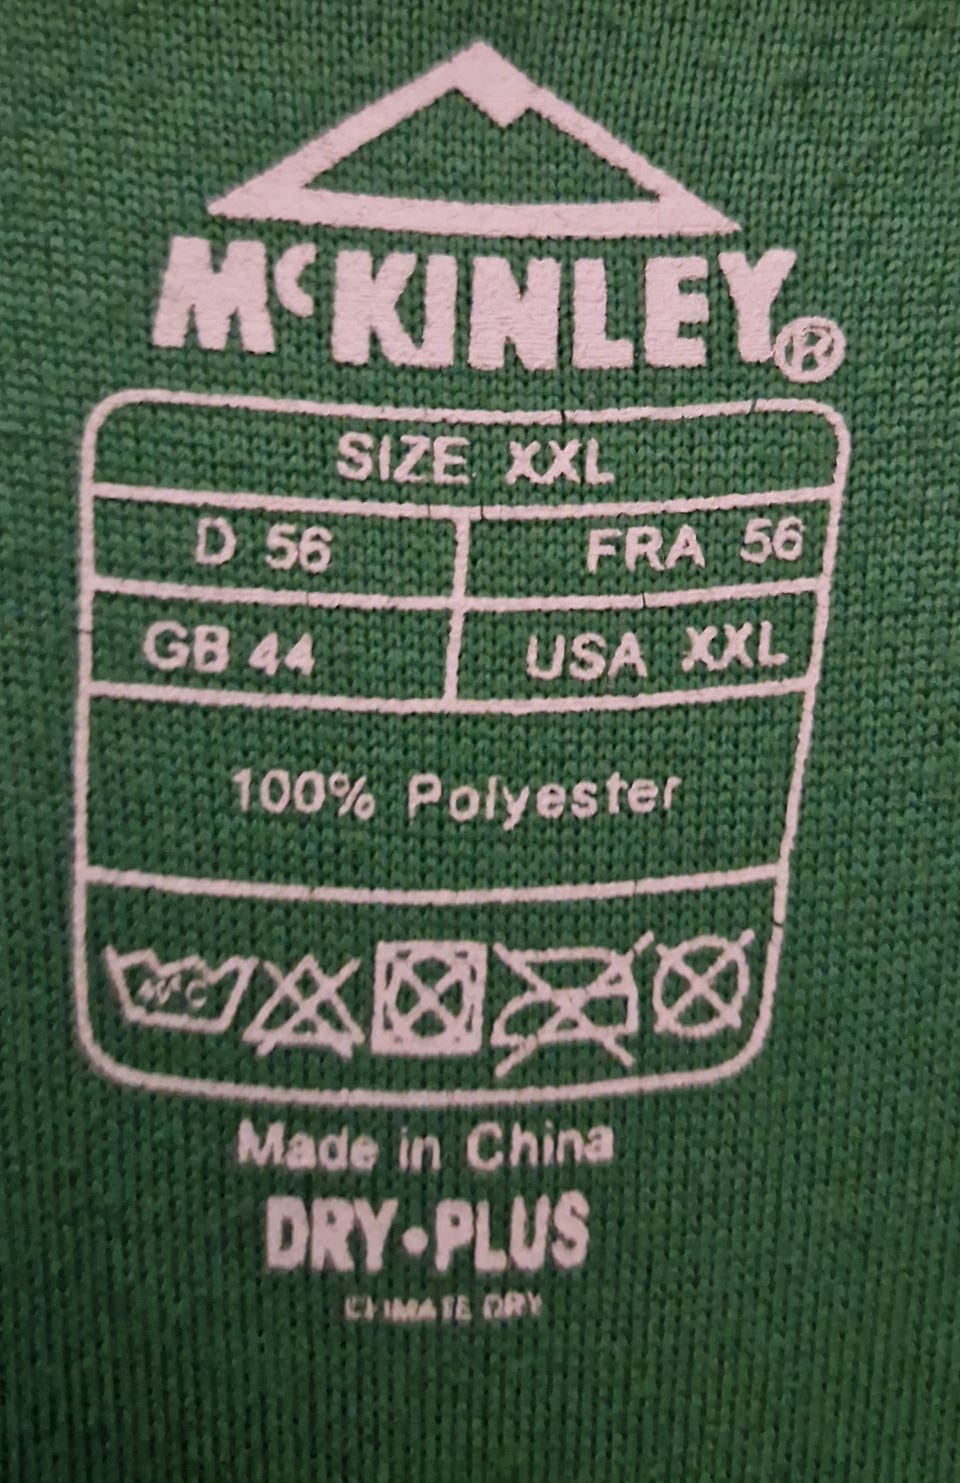 McKINLEY®
SIZE XXL
D 56 FRA 56
GB 44 USA XXL
100% Polyester
40°C
Made in China
DRY•PLUS
CLIMATE DRY